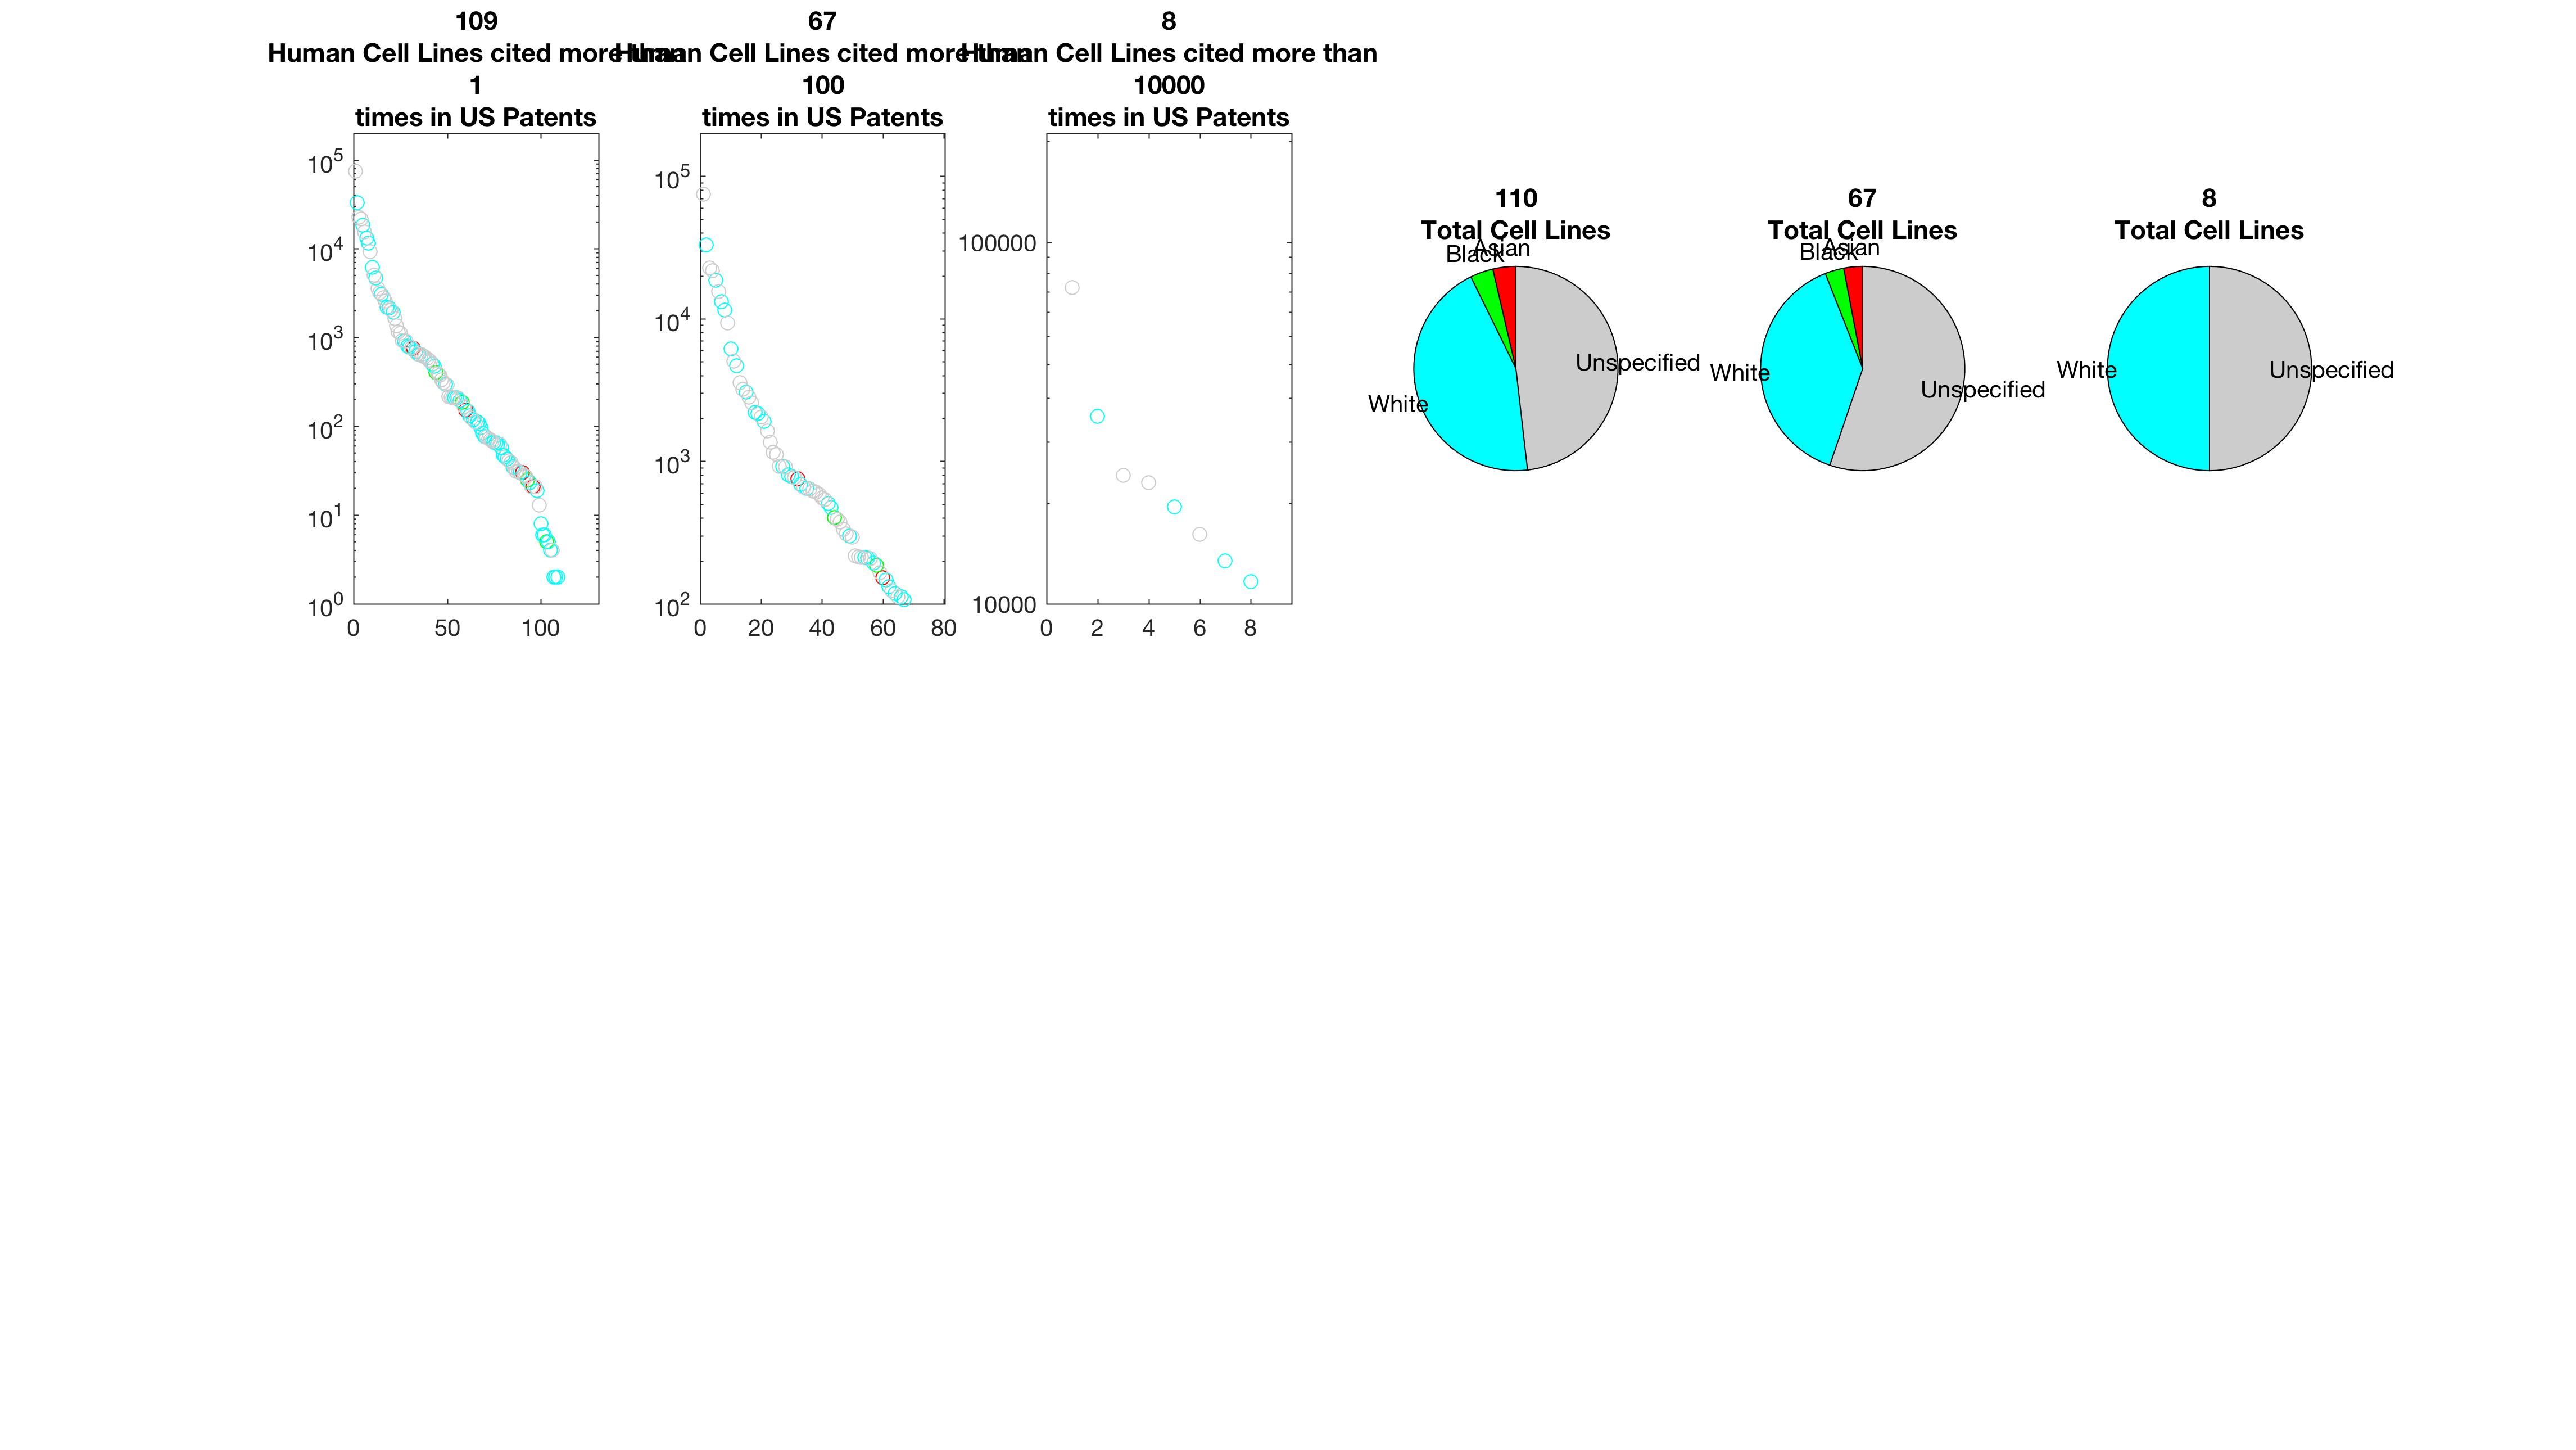 109
Human Cell Lines cited more than
1
times in US Patents
10^5
10^4
10^3
10^2
10^1
10^0
0 50 100
67
Human Cell Lines cited more than
100
times in US Patents
10^5
10^4
10^3
10^2
0 20 40 60 80
8
Human Cell Lines cited more than
10000
times in US Patents
100000
10000
0 2 4 6 8
110
Total Cell Lines
Asian
Black
Unspecified
White
67
Total Cell Lines
Asian
Black
White
Unspecified
8
Total Cell Lines
White
Unspecified